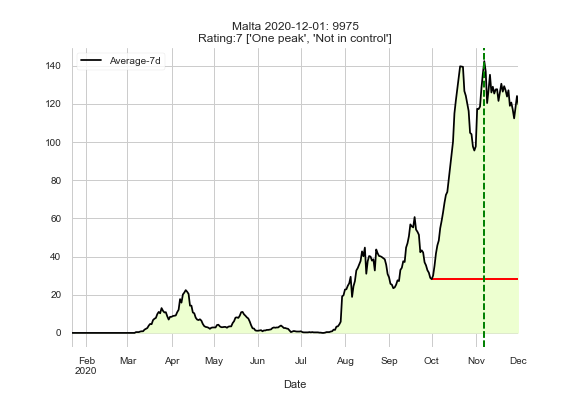 Malta 2020-12-01: 9975
Rating:7 ['One peak', 'Not in control']
Average-7d
140
120
100
80
60
40
20
0
Feb Mar Apr May Jun Jul Aug Sep Oct Nov Dec
2020
Date